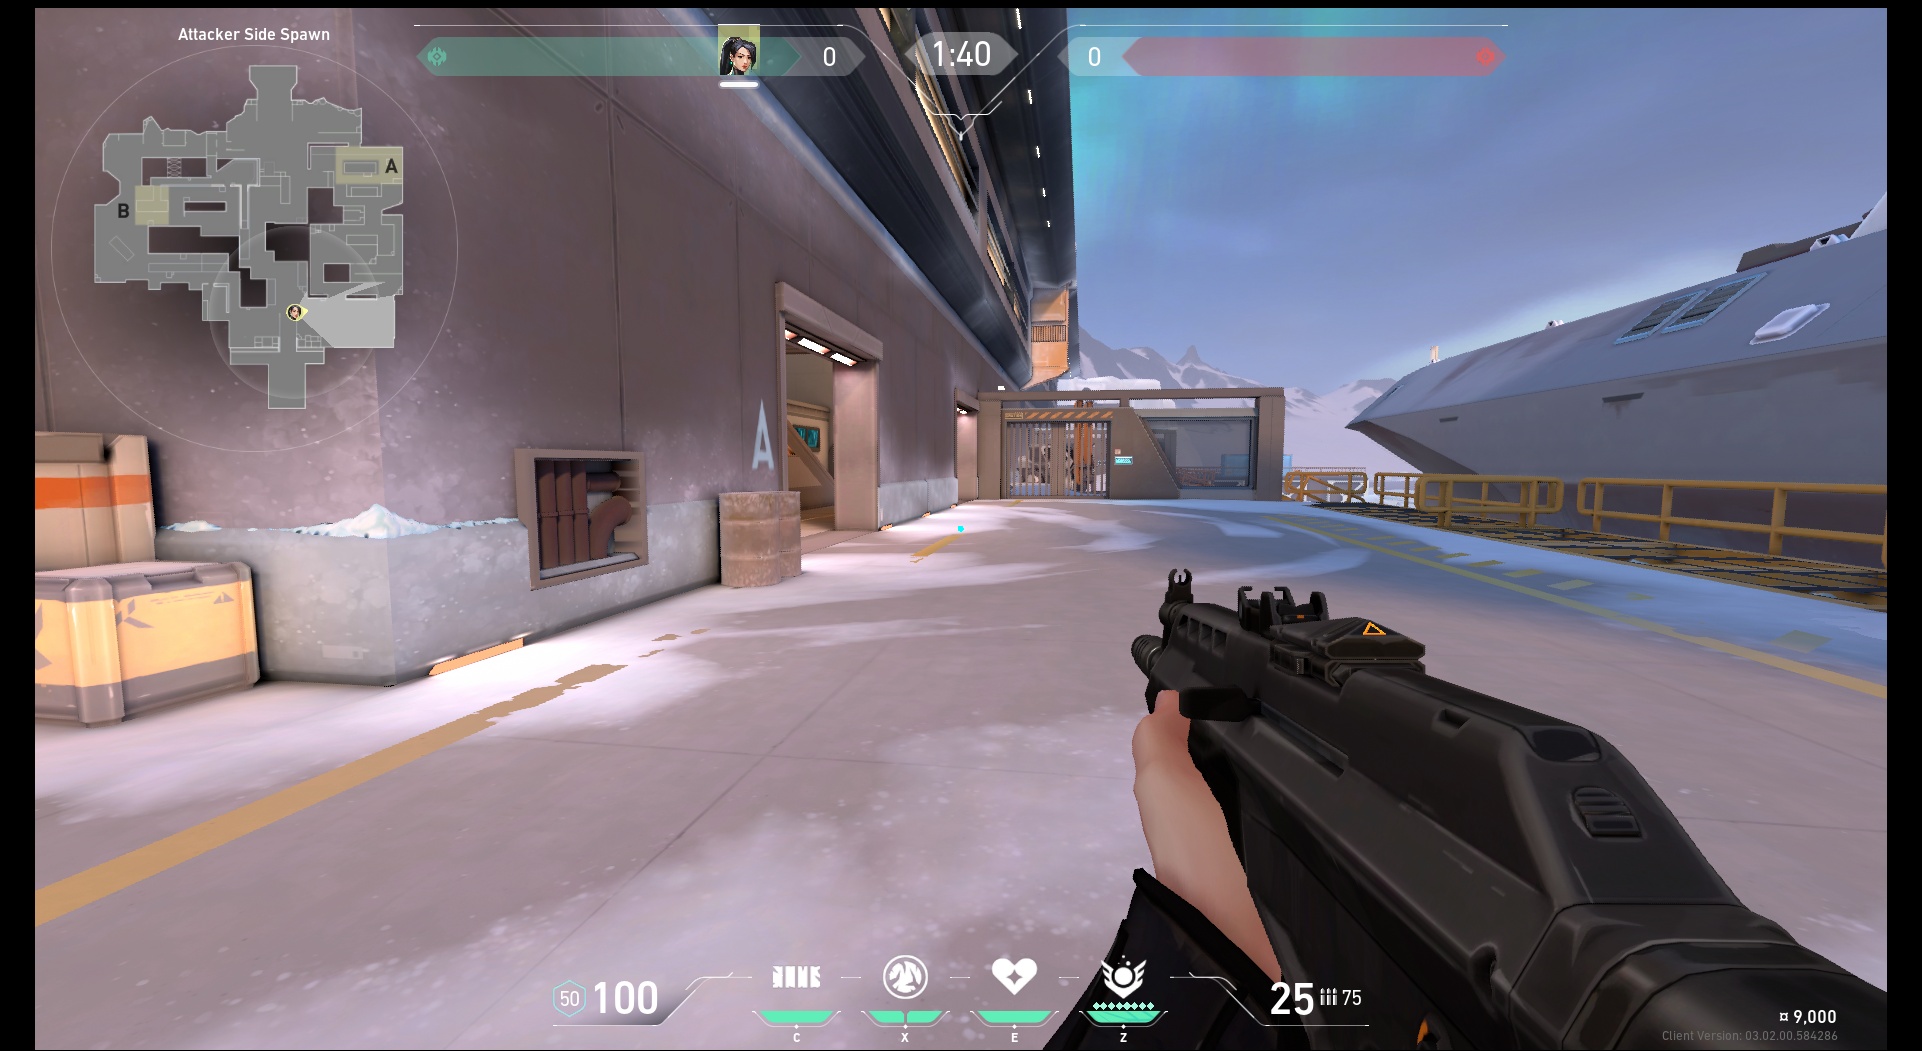 Attacker Side Spawn
0
1:40
0
A
B
A
50
100
25
75
C
X
E
Z
¤ 9,000
Client Version: 03.02.00.584286